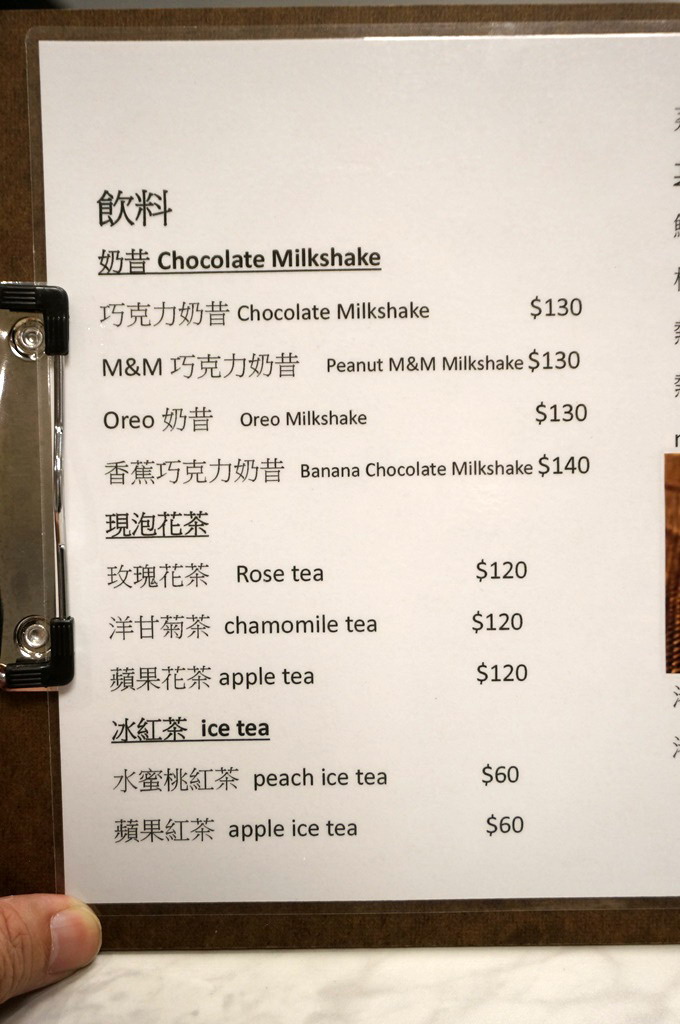 飲料
奶昔 Chocolate Milkshake
巧克力奶昔 Chocolate Milkshake $130
M&M 巧克力奶昔 Peanut M&M Milkshake $130
Oreo 奶昔 Oreo Milkshake $130
香蕉巧克力奶昔 Banana Chocolate Milkshake $140
現泡花茶
玫瑰花茶 Rose tea $120
洋甘菊茶 chamomile tea $120
蘋果花茶 apple tea $120
冰紅茶 ice tea
水蜜桃紅茶 peach ice tea $60
蘋果紅茶 apple ice tea $60